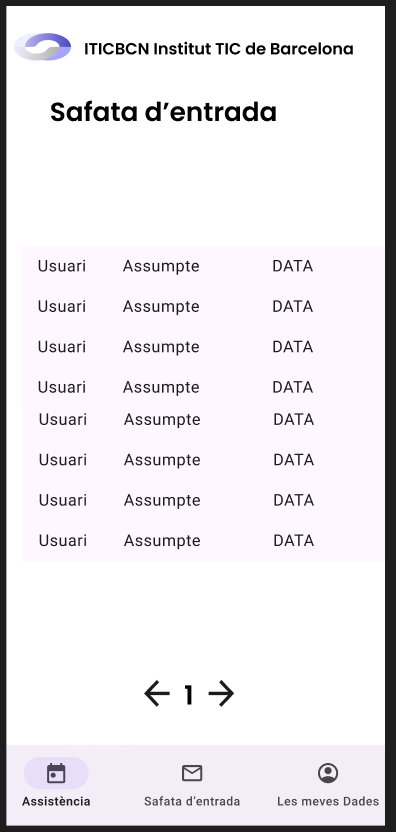 ITICBCN Institut TIC de Barcelona
Safata d’entrada
Usuari Assumpte DATA
Usuari Assumpte DATA
Usuari Assumpte DATA
Usuari Assumpte DATA
Usuari Assumpte DATA
Usuari Assumpte DATA
Usuari Assumpte DATA
Usuari Assumpte DATA
1
Assistència Safata d’entrada Les meves Dades